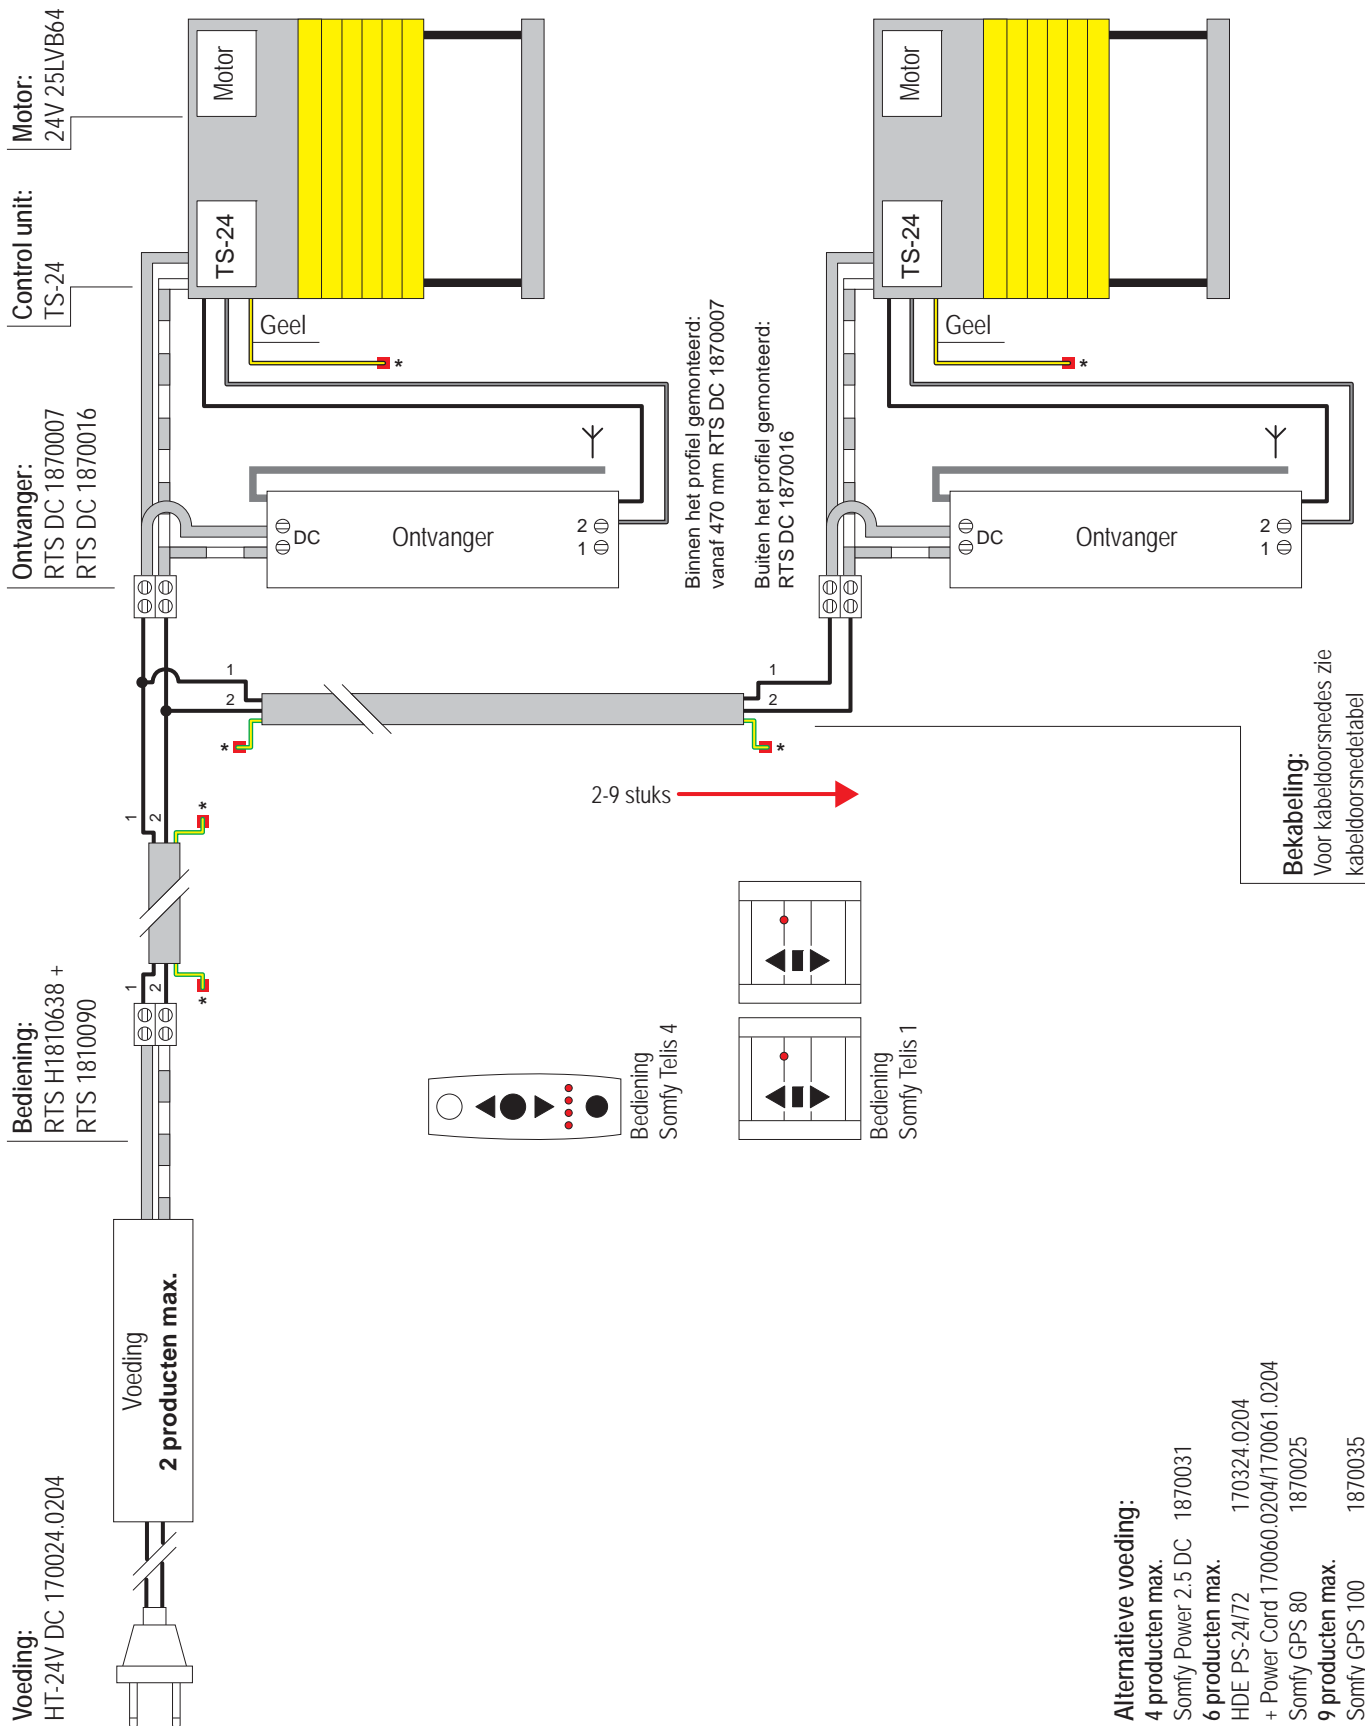 Voeding:
HT-24V DC 170024.0204
Bediening:
RTS H1810638 +
RTS 1810090
Ontvanger:
RTS DC 1870007
RTS DC 1870016
Control unit:
TS-24
Motor:
24V 25LVB64
Voeding
2 producten max.
1
2
*
1
2
*
1
2
*
1
2
*
DC
Ontvanger
2
1
Geel
*
TS-24
Motor
Binnen het profiel gemonteerd:
vanaf 470 mm RTS DC 1870007
Buiten het profiel gemonteerd:
RTS DC 1870016
DC
Ontvanger
2
1
Geel
*
TS-24
Motor
2-9 stuks
Bediening
Somfy Telis 4
Bediening
Somfy Telis 1
Bekabeling:
Voor kabeldoorsnedes zie
kabeldoorsnedetabel
Alternatieve voeding:
4 producten max.
Somfy Power 2.5 DC 1870031
6 producten max.
HDE PS-24/72 170324.0204
+ Power Cord 170060.0204/170061.0204
Somfy GPS 80 1870025
9 producten max.
Somfy GPS 100 1870035